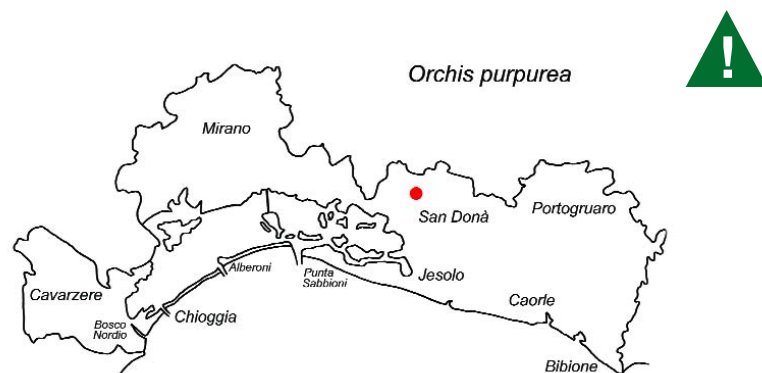 !
Orchis purpurea
Mirano
San Donà
Portogruaro
Alberoni
Punta
Sabbioni
Jesolo
Cavarzere
Caorle
Chioggia
Bosco
Nordio
Bibione